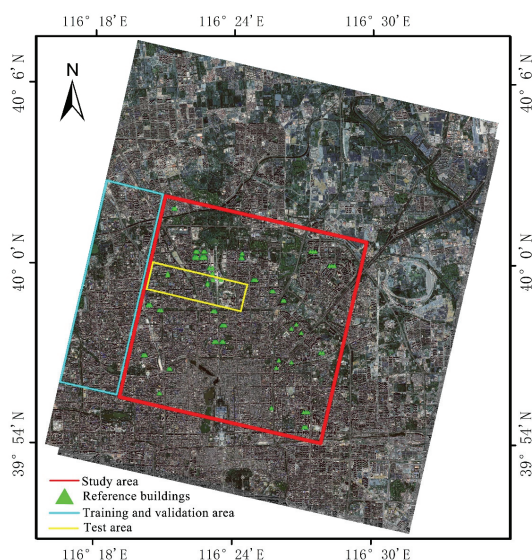 116° 18'E
116° 24'E
116° 30'E
N
40° 6'N
40° 6'N
40° 0'N
40° 0'N
39° 54'N
39° 54'N
Study area
Reference buildings
Training and validation area
Test area
116° 18'E
116° 24'E
116° 30'E